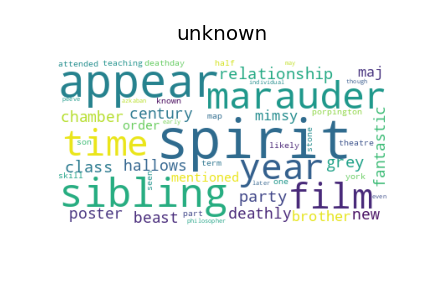 unknown
attended teaching deathday half may
appear relationship maj
peeve azkaban known individual though
marauder
chamber century map mimsy porpington
order early likely stone theatre fantastic
time spirit
son
class hallows term year grey
skill seen mentioned later one york even
sibling film
poster beast part deathly party brother new
philosopher